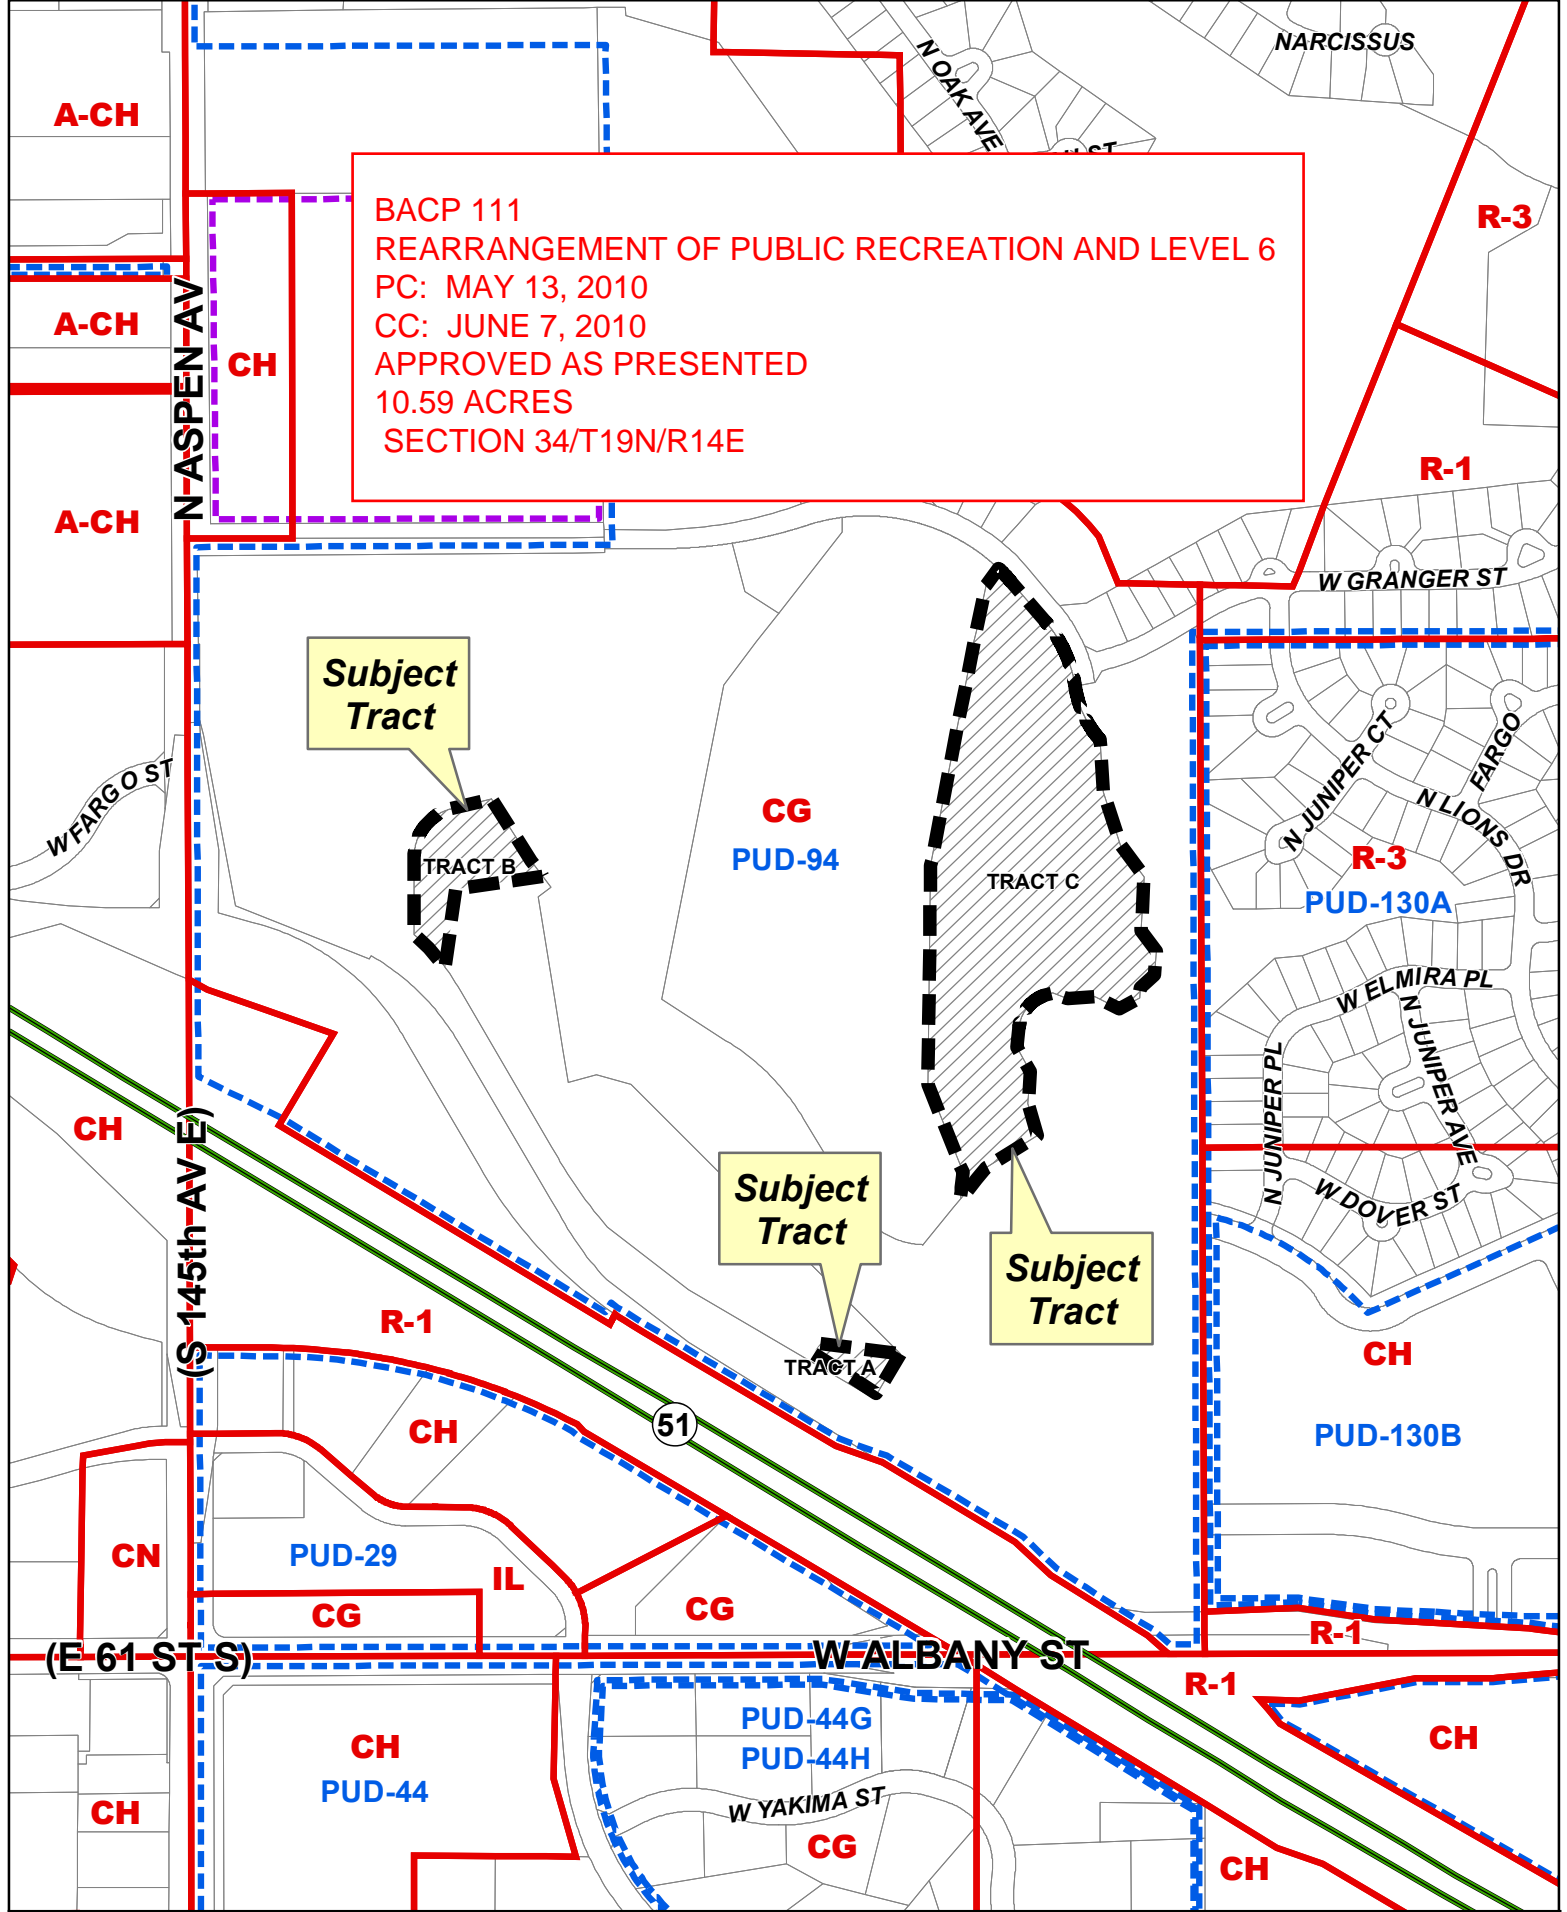 NARCISSUS
N OAK AVE
ST
A-CH
R-3
BACP 111
REARRANGEMENT OF PUBLIC RECREATION AND LEVEL 6
PC: MAY 13, 2010
CC: JUNE 7, 2010
APPROVED AS PRESENTED
10.59 ACRES
SECTION 34/T19N/R14E
A-CH
CH
N ASPEN AV
R-1
A-CH
W GRANGER ST
Subject
Tract
N JUNIPER CT
FARGO
W FARGO ST
N LIONS DR
CG
PUD-94
TRACT B
TRACT C
R-3
PUD-130A
W ELMIRA PL
N JUNIPER AVE
N JUNIPER PL
CH
(S 145th AV E)
Subject
Tract
W DOVER ST
Subject
Tract
R-1
TRACT A
CH
CH
51
PUD-130B
CN
PUD-29
IL
CG
CG
R-1
(E 61 ST S)
W ALBANY ST
R-1
PUD-44G
CH
PUD-44H
CH
PUD-44
W YAKIMA ST
CH
CG
CH